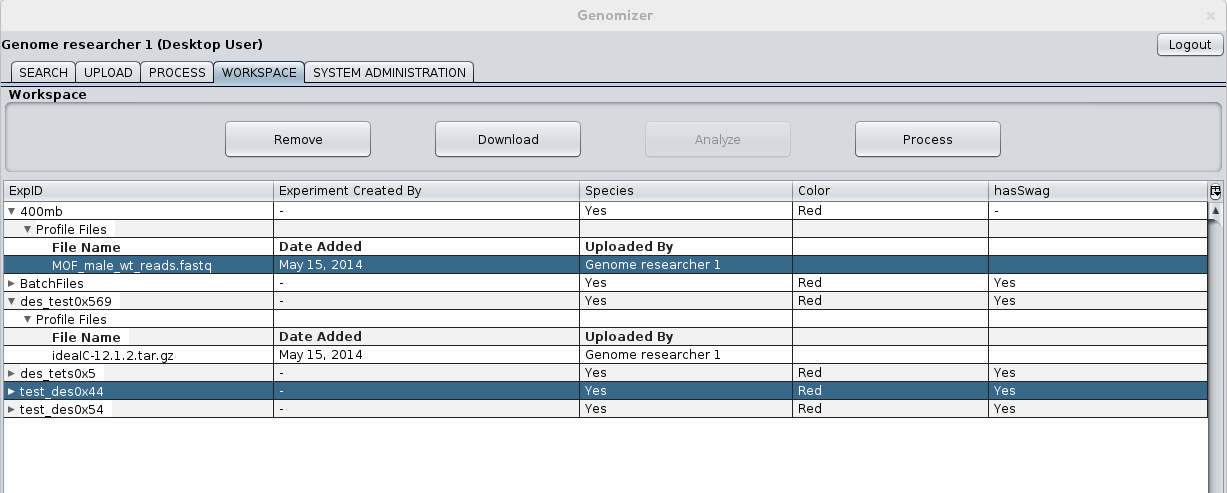 Genomizer
Genome researcher 1 (Desktop User) Logout
SEARCH UPLOAD PROCESS WORKSPACE SYSTEM ADMINISTRATION
Workspace
Remove Download Analyze Process
ExpID Experiment Created By Species Color hasSwag
400mb - Yes Red -
Profile Files
File Name Date Added Uploaded By
MOF_male_wt_reads.fastq May 15, 2014 Genome researcher 1
BatchFiles - Yes Red Yes
des_test0x569 - Yes Red Yes
Profile Files
File Name Date Added Uploaded By
ideaIC-12.1.2.tar.gz May 15, 2014 Genome researcher 1
des_tets0x5 - Yes Red Yes
test_des0x44 - Yes Red Yes
test_des0x54 - Yes Red Yes